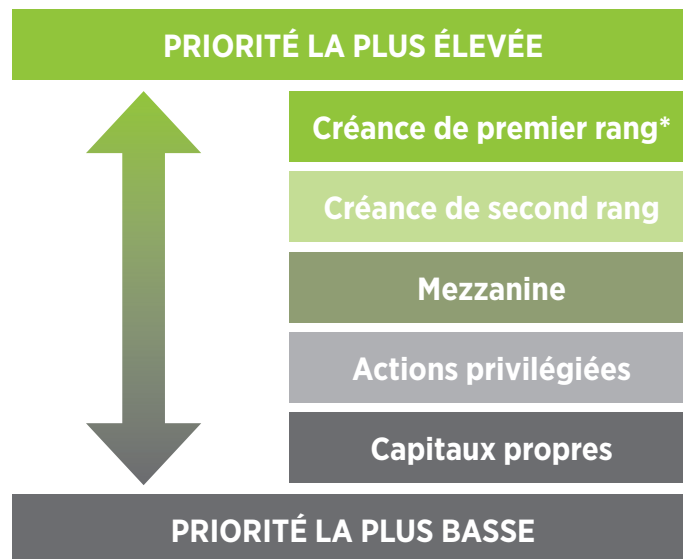 PRIORITÉ LA PLUS ÉLEVÉE
Créance de premier rang*
Créance de second rang
Mezzanine
Actions privilégiées
Capitaux propres
PRIORITÉ LA PLUS BASSE